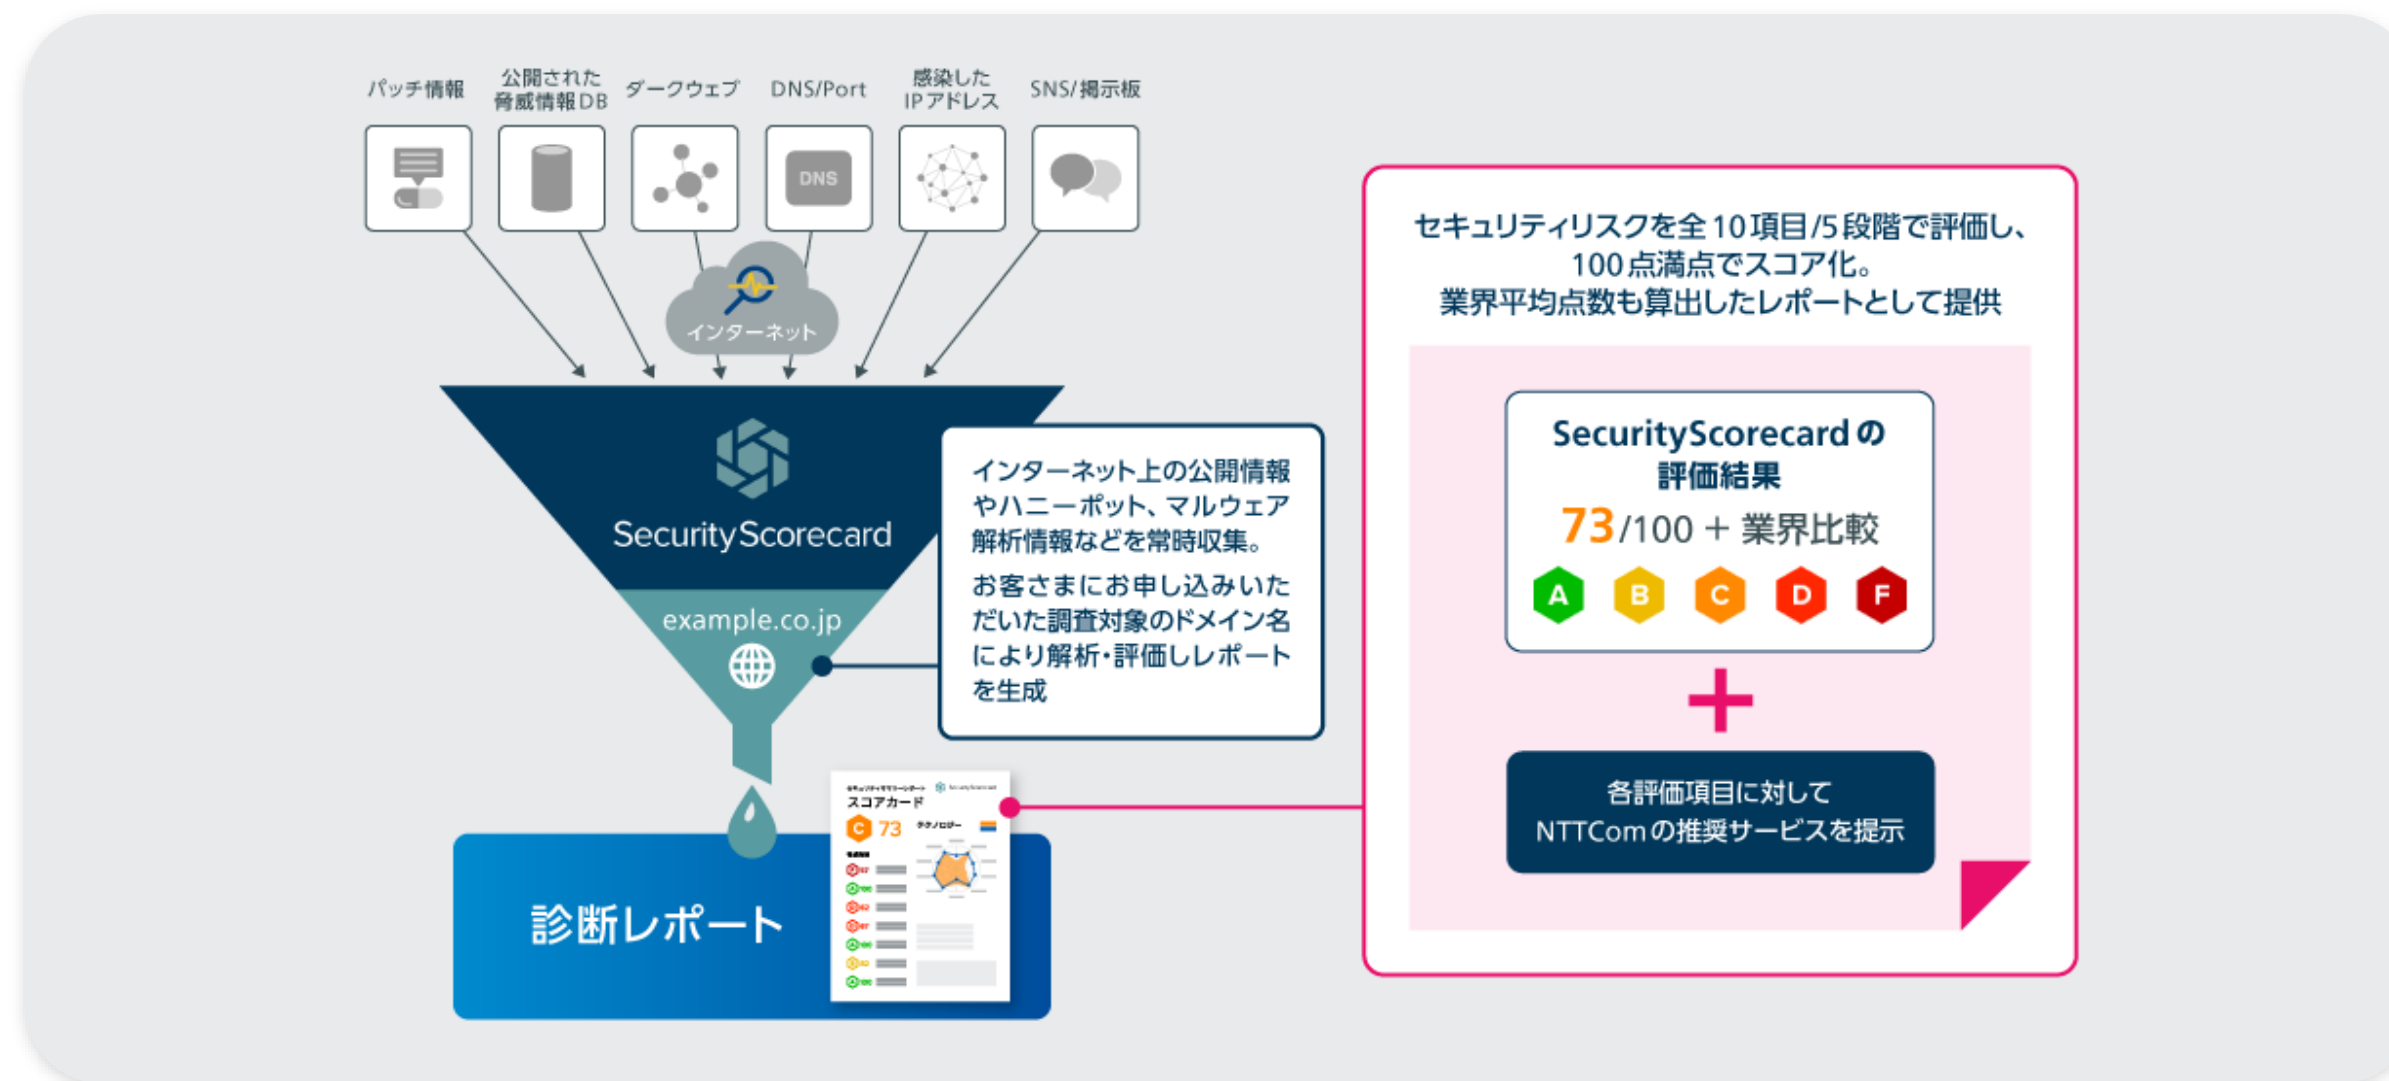 パッチ情報
公開された
脅威情報DB
ダークウェブ
DNS/Port
感染した
IPアドレス
SNS/掲示板
DNS
インターネット
SecurityScorecard
example.co.jp
インターネット上の公開情報
やハニーポット、マルウェア
解析情報などを常時収集。
お客さまにお申し込みいた
だいた調査対象のドメイン名
により解析・評価しレポート
を生成
診断レポート
スコアカード
C 73
テクノロジー
セキュリティリスクを全10項目/5段階で評価し、
100点満点でスコア化。
業界平均点数も算出したレポートとして提供
SecurityScorecardの
評価結果
73/100 + 業界比較
A B C D F
+
各評価項目に対して
NTTComの推奨サービスを提示